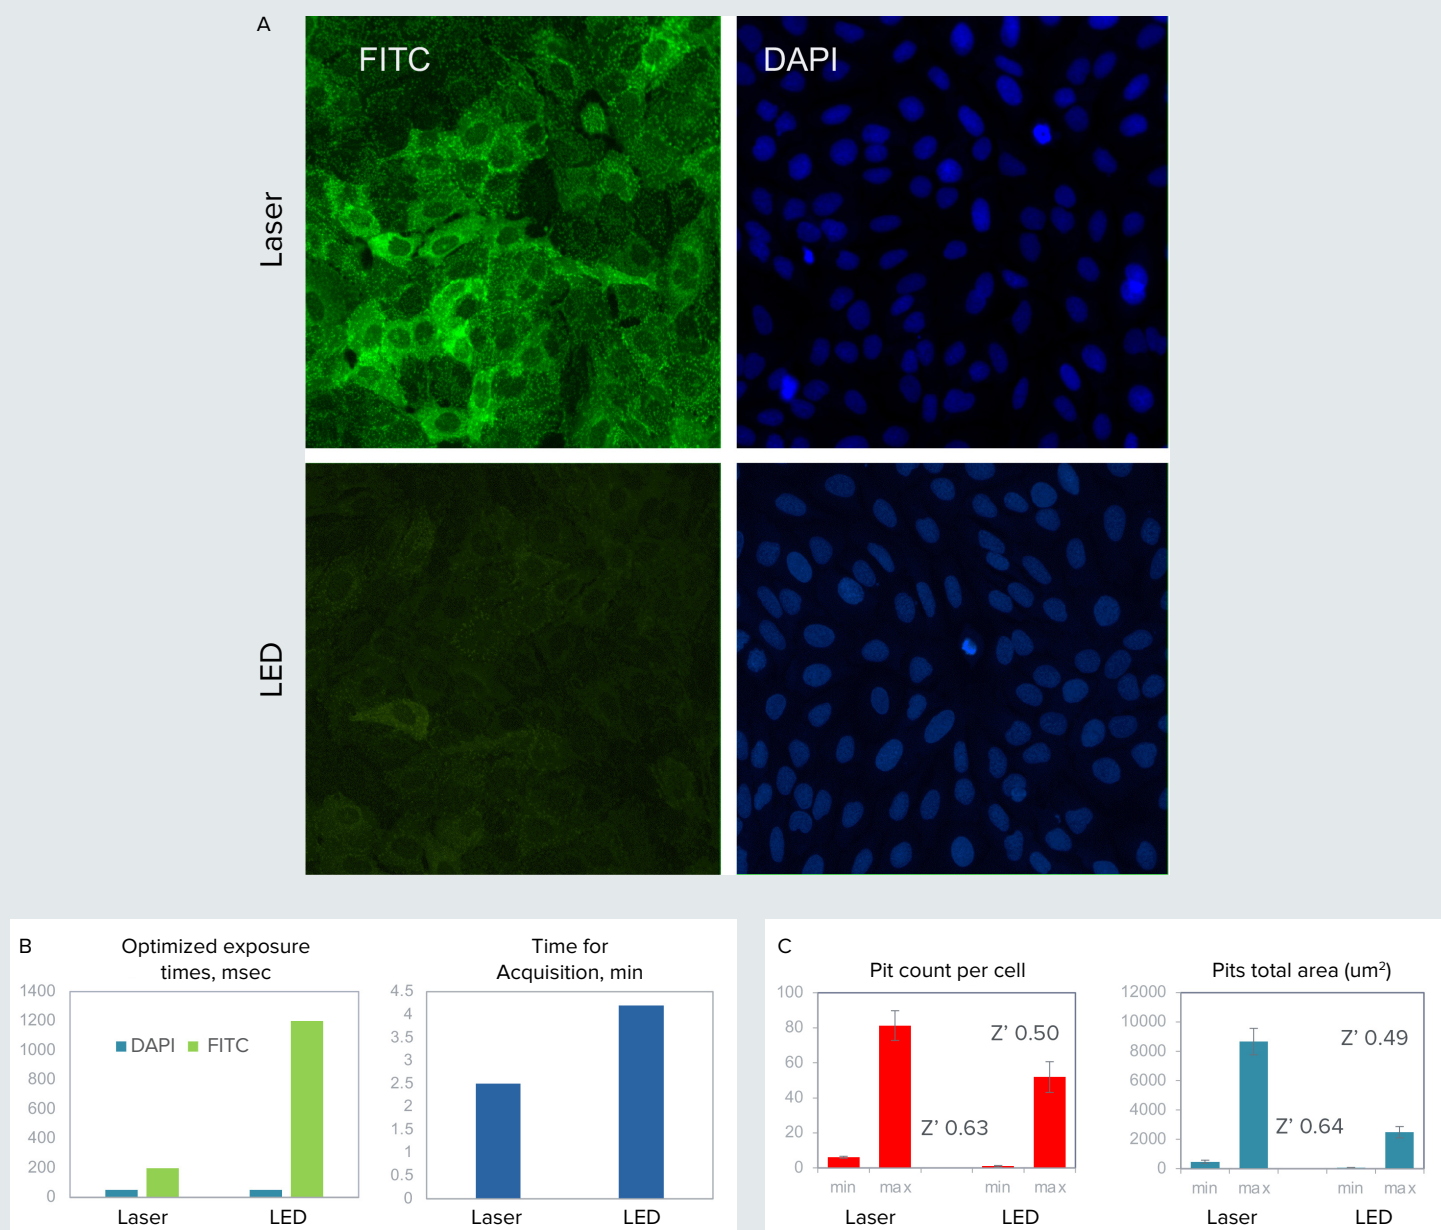 A
FITC
DAPI
Laser
LED
B
Optimized exposure
times, msec
1400
1200
1000
800
600
400
200
0
DAPI FITC
Laser LED
Time for
Acquisition, min
4.5
4
3.5
3
2.5
2
1.5
1
0.5
0
Laser LED
C
Pit count per cell
100
80
60
40
20
0
Z’ 0.50
Z’ 0.63
min max min max
Laser LED
Pits total area (um²)
12000
10000
8000
6000
4000
2000
0
Z’ 0.49
Z’ 0.64
min max min max
Laser LED